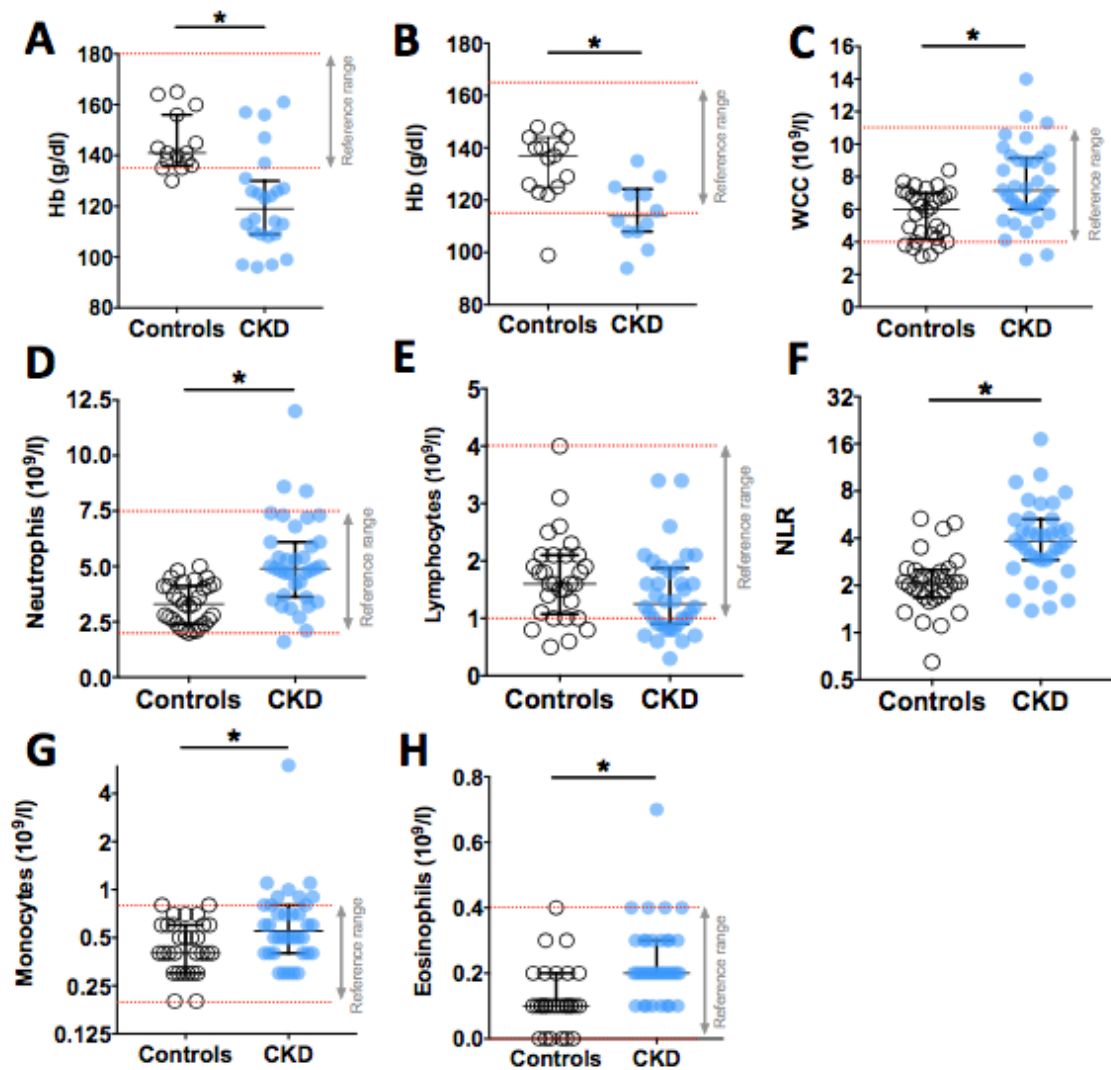 A
*
Hb (g/dl)
180
160
140
120
100
80
Reference range
Controls CKD
B
*
Hb (g/dl)
180
160
140
120
100
80
Reference range
Controls CKD
C
*
WCC (10⁹/l)
16
14
12
10
8
6
4
2
0
Reference range
Controls CKD
D
*
Neutrophis (10⁹/l)
12.5
10.0
7.5
5.0
2.5
0.0
Reference range
Controls CKD
E
Lymphocytes (10⁹/l)
5
4
3
2
1
0
Reference range
Controls CKD
F
*
NLR
32
16
8
4
2
1
0.5
Controls CKD
G
*
Monocytes (10⁹/l)
4
2
1
0.5
0.25
0.125
Reference range
Controls CKD
H
*
Eosinophils (10⁹/l)
0.8
0.6
0.4
0.2
0.0
Reference range
Controls CKD